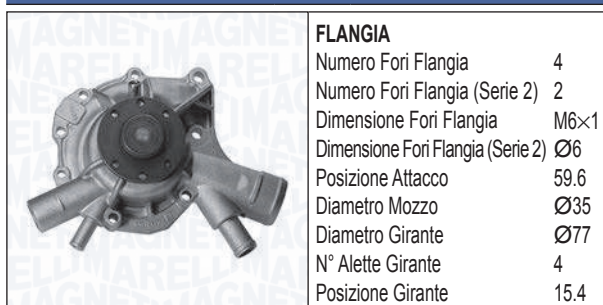 FLANGIA
Numero Fori Flangia 4
Numero Fori Flangia (Serie 2) 2
Dimensione Fori Flangia M6×1
Dimensione Fori Flangia (Serie 2) Ø6
Posizione Attacco 59.6
Diametro Mozzo Ø35
Diametro Girante Ø77
N° Alette Girante 4
Posizione Girante 15.4
MAGNETI MARELLI